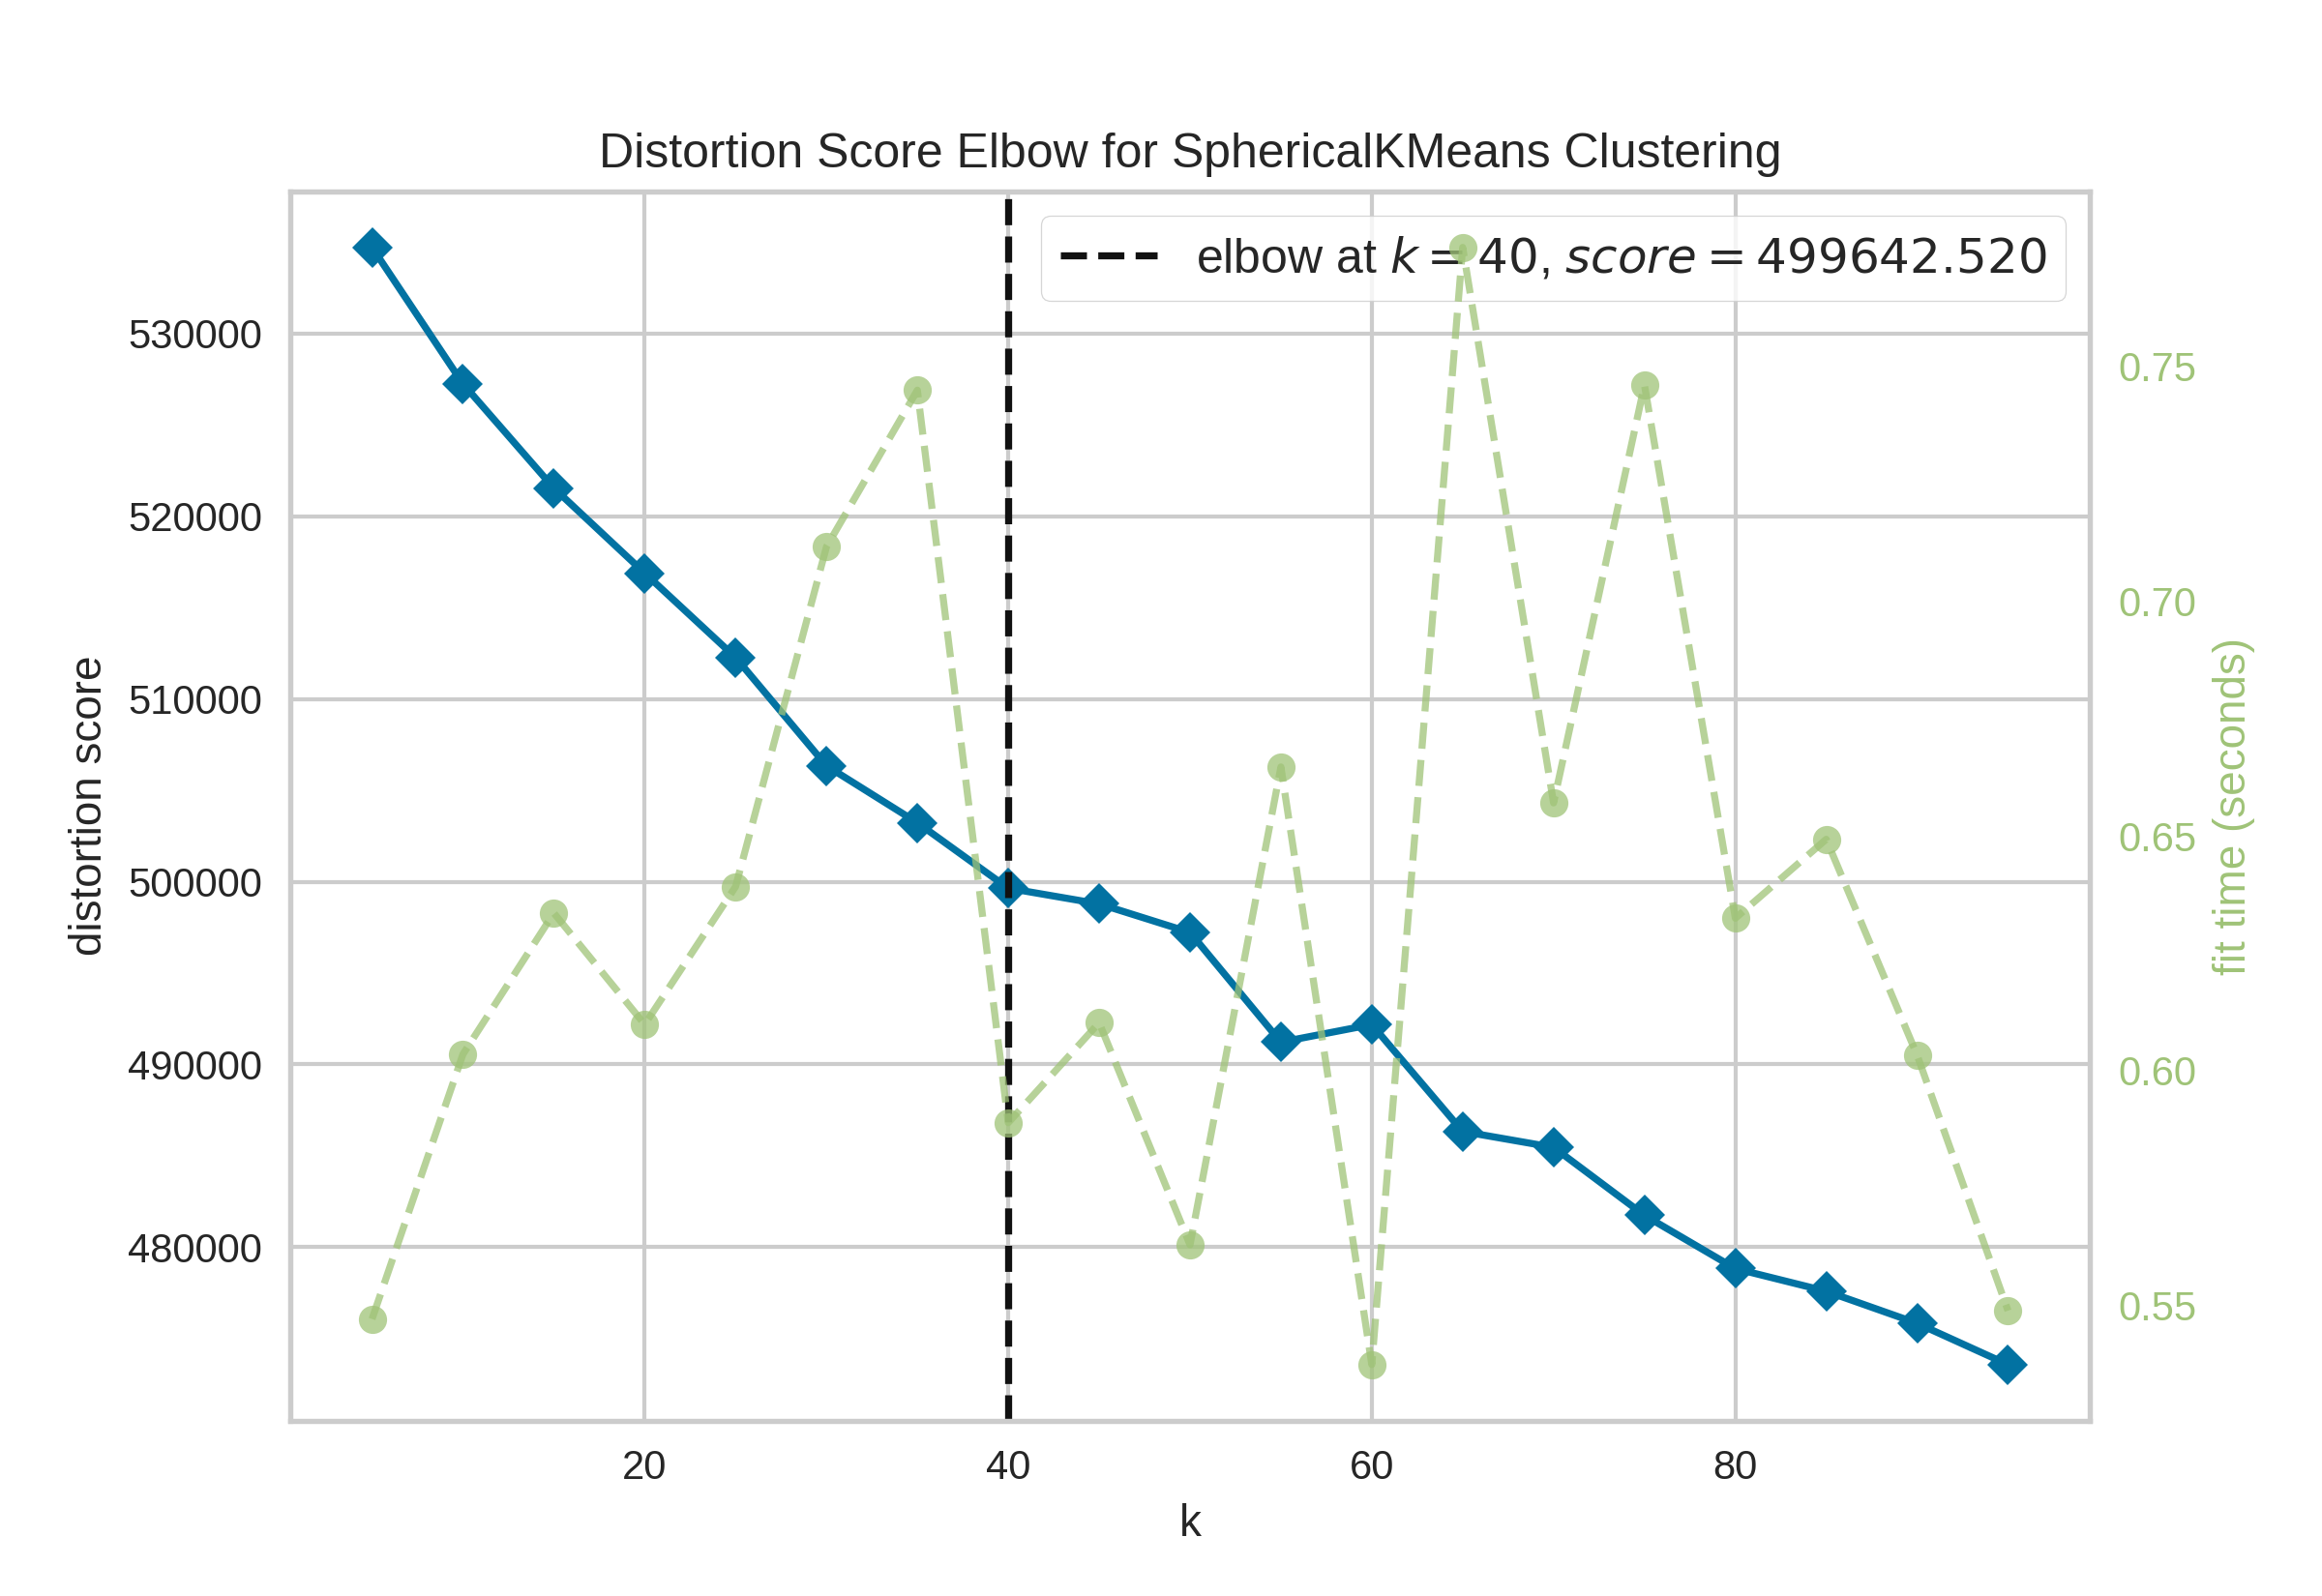 Distortion Score Elbow for SphericalKMeans Clustering
elbow at k = 40, score = 499642.520
530000
520000
510000
500000
490000
480000
distortion score
0.75
0.70
0.65
0.60
0.55
fit time (seconds)
20 40 60 80
k